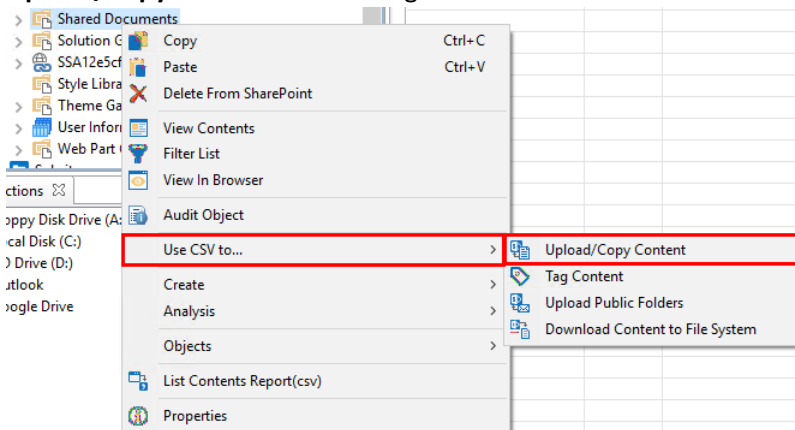 Shared Documents
Solution G
SSA12e5cf
Style Libra
Theme Ga
User Inforr
Web Part
ctions
oppy Disk Drive (A:
ocal Disk (C:)
D Drive (D:)
utlook
oogle Drive
Copy Ctrl+C
Paste Ctrl+V
Delete From SharePoint
View Contents
Filter List
View In Browser
Audit Object
Use CSV to...
Create
Analysis
Objects
List Contents Report(csv)
Properties
Upload/Copy Content
Tag Content
Upload Public Folders
Download Content to File System